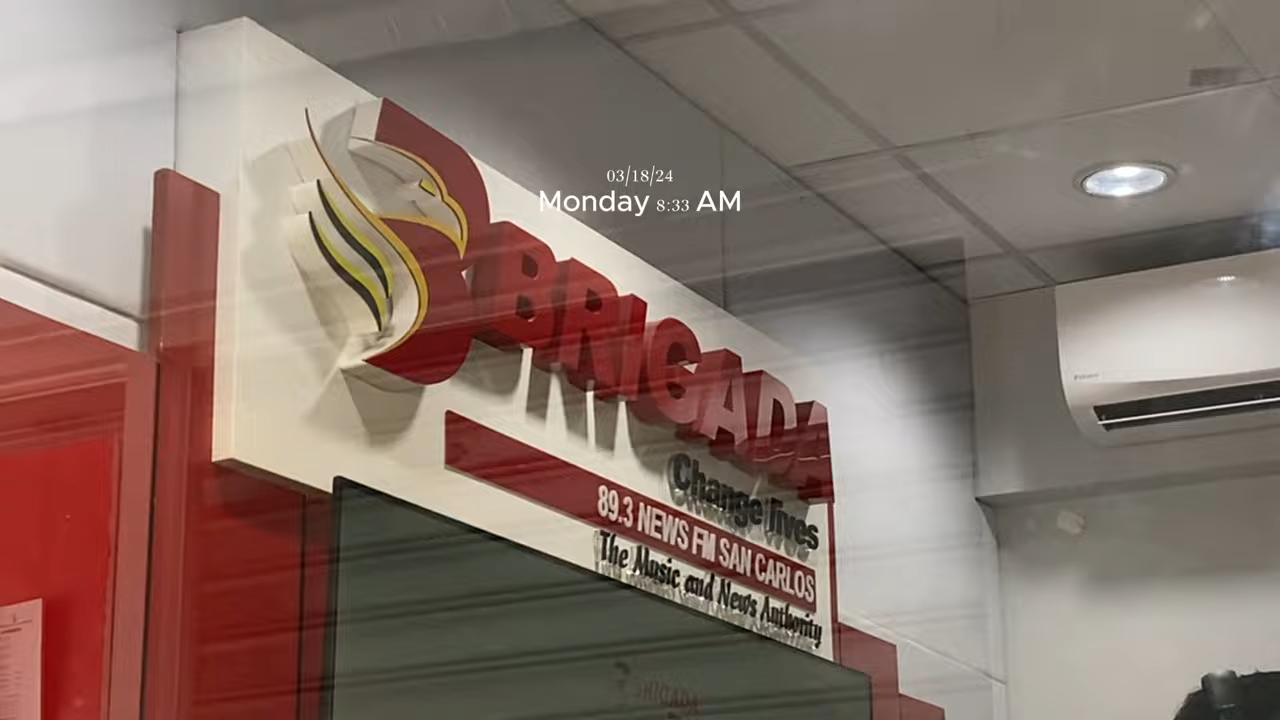 03/18/24
Monday 8:33 AM
BRIGADA
Change lives
89.3 NEWS FM SAN CARLOS
The Music and News Authority